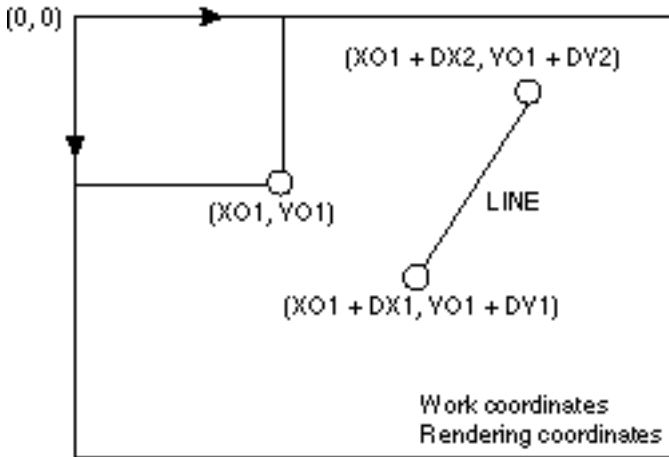 (0, 0)
(XO1 + DX2, YO1 + DY2)
(XO1, YO1)
LINE
(XO1 + DX1, YO1 + DY1)
Work coordinates
Rendering coordinates